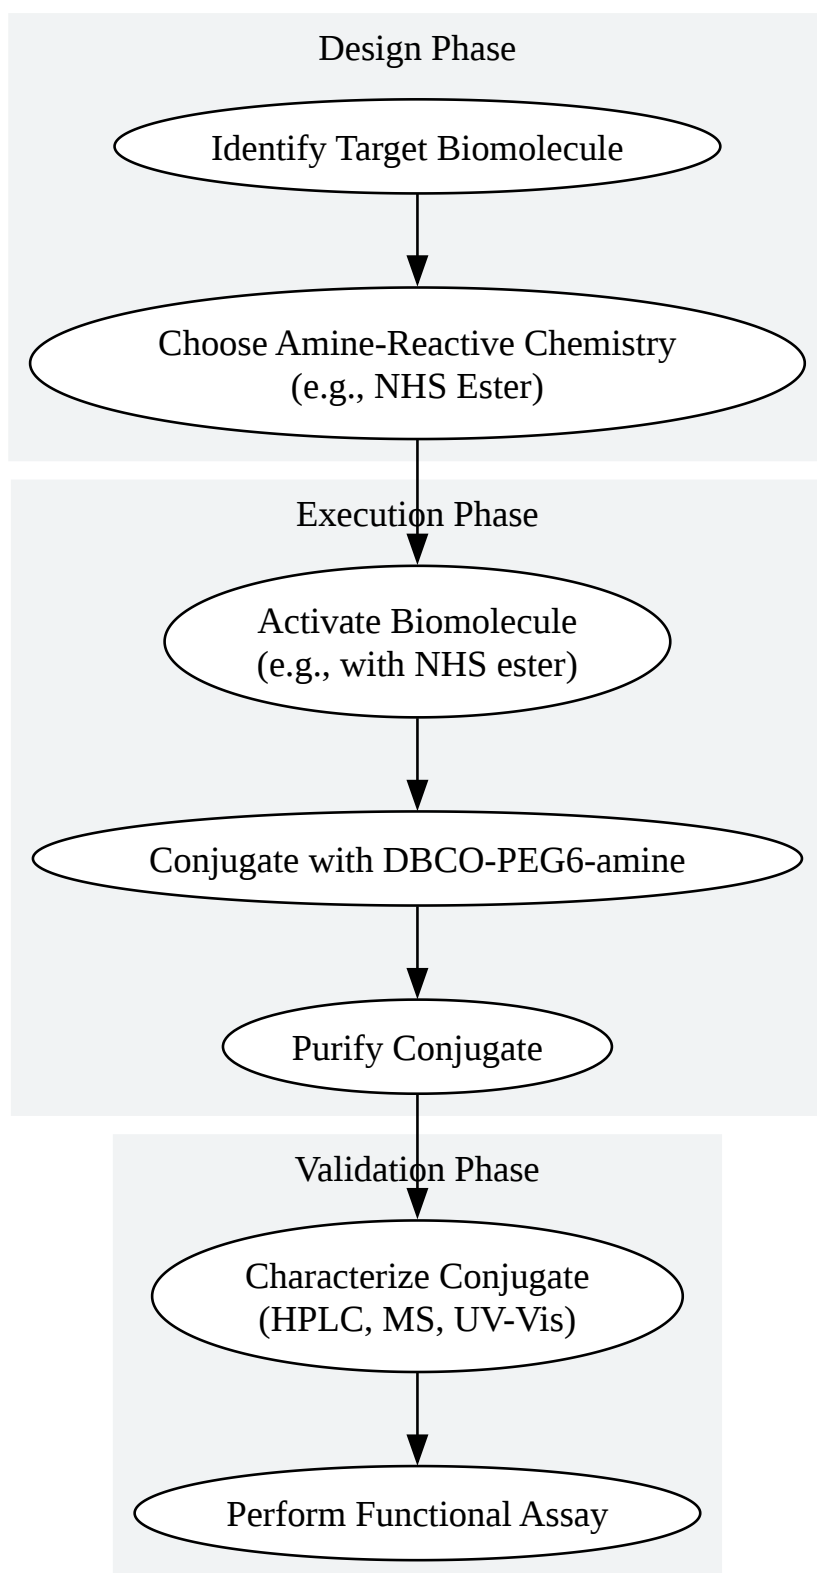 Design Phase
Identify Target Biomolecule
Choose Amine-Reactive Chemistry
(e.g., NHS Ester)
Execution Phase
Activate Biomolecule
(e.g., with NHS ester)
Conjugate with DBCO-PEG6-amine
Purify Conjugate
Validation Phase
Characterize Conjugate
(HPLC, MS, UV-Vis)
Perform Functional Assay